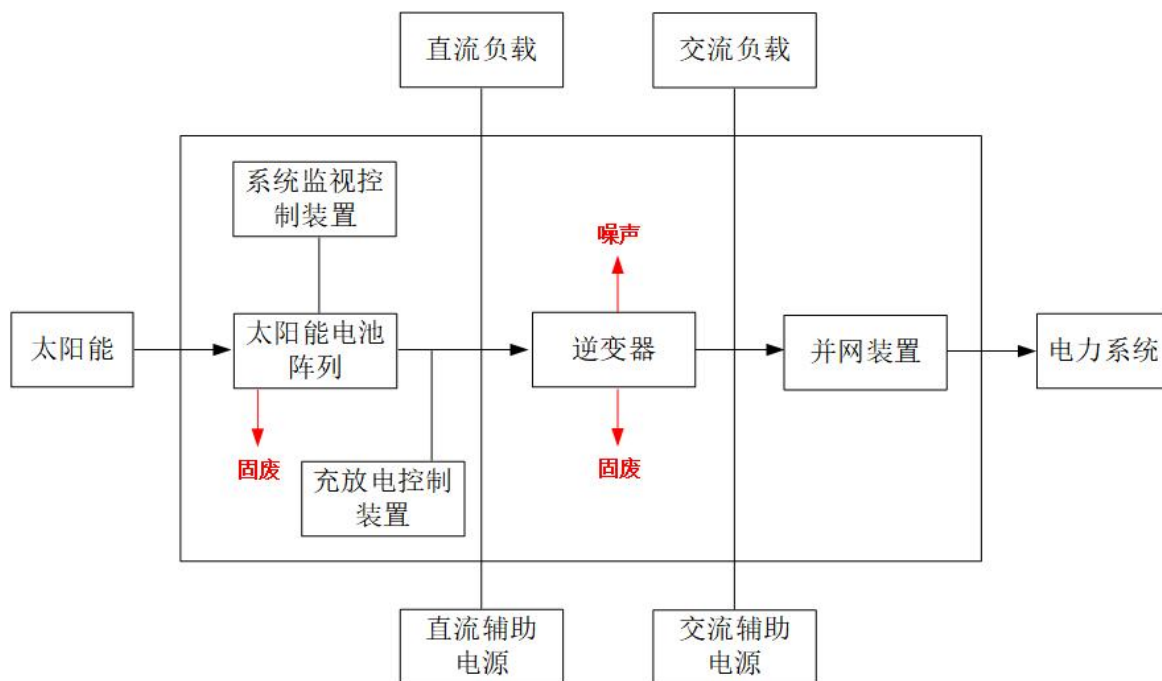 直流负载
交流负载
系统监视控
制装置
噪声
太阳能
太阳能电池
阵列
逆变器
并网装置
电力系统
固废
固废
充放电控制
装置
直流辅助
电源
交流辅助
电源